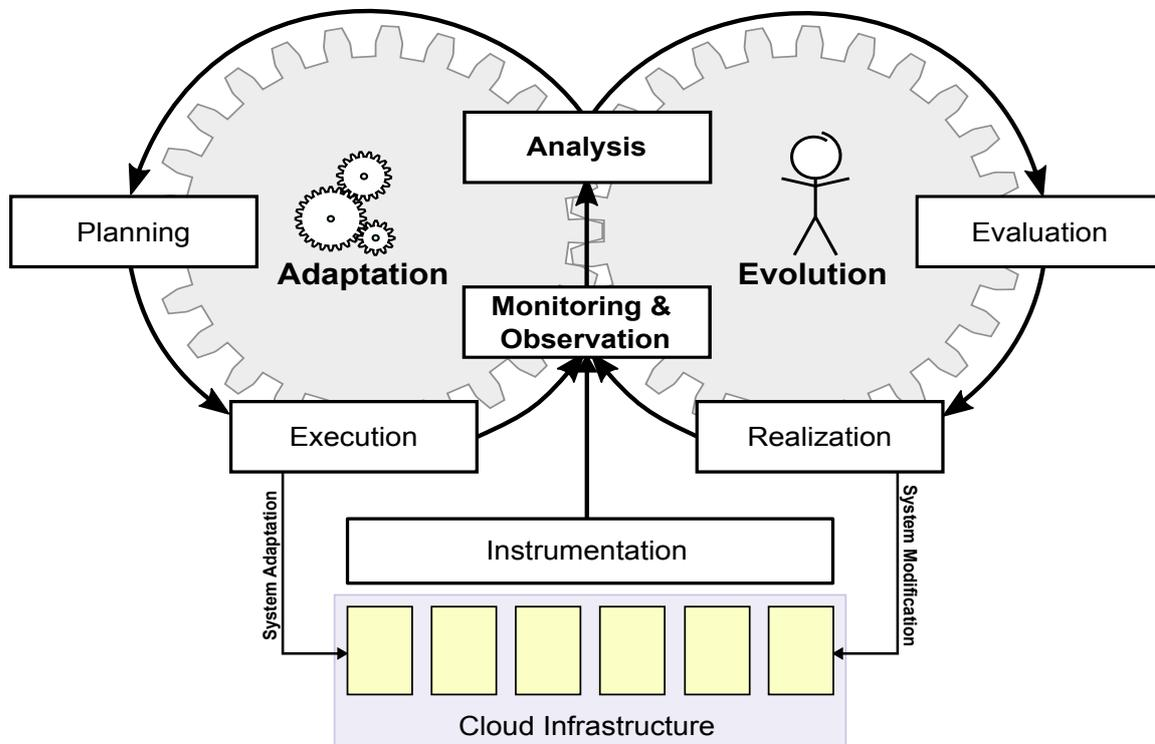 Analysis
Planning
Evaluation
Adaptation
Evolution
Monitoring &
Observation
Execution
Realization
System Adaptation
System Modification
Instrumentation
Cloud Infrastructure